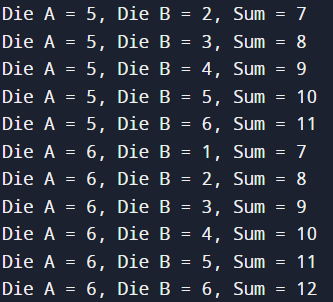 Die A = 5, Die B = 2, Sum = 7
Die A = 5, Die B = 3, Sum = 8
Die A = 5, Die B = 4, Sum = 9
Die A = 5, Die B = 5, Sum = 10
Die A = 5, Die B = 6, Sum = 11
Die A = 6, Die B = 1, Sum = 7
Die A = 6, Die B = 2, Sum = 8
Die A = 6, Die B = 3, Sum = 9
Die A = 6, Die B = 4, Sum = 10
Die A = 6, Die B = 5, Sum = 11
Die A = 6, Die B = 6, Sum = 12